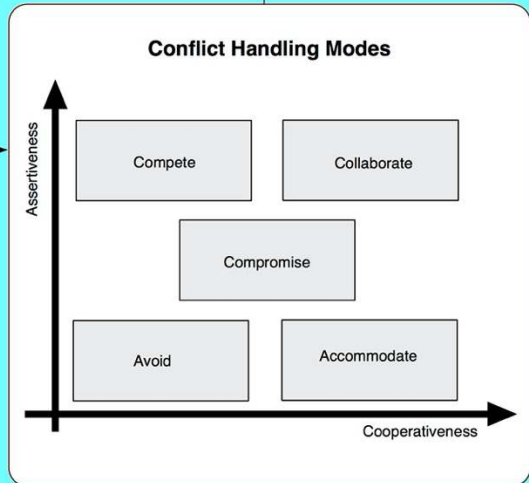 Conflict Handling Modes
Assertiveness
Compete
Collaborate
Compromise
Avoid
Accommodate
Cooperativeness